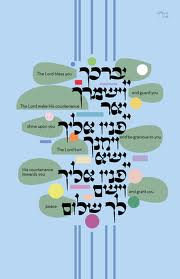 יברכך
The Lord bless you
וישמרך
and guard you
יאר
The Lord make His countenance
פניו אליך
shine upon you
ויחנך
and be gracious to you
ישא
The Lord turn
פניו אליך
His countenance
towards you
וישם
and grant you
לך שלום
peace